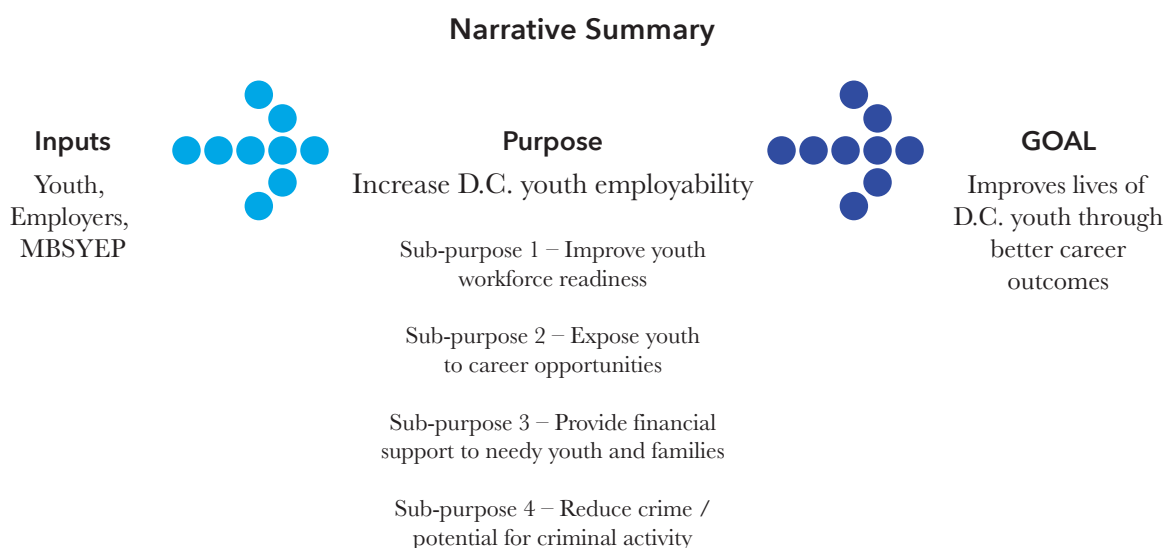 Narrative Summary
Inputs
Youth,
Employers,
MBSYEP
Purpose
Increase D.C. youth employability
Sub-purpose 1 – Improve youth
workforce readiness
Sub-purpose 2 – Expose youth
to career opportunities
Sub-purpose 3 – Provide financial
support to needy youth and families
Sub-purpose 4 – Reduce crime /
potential for criminal activity
GOAL
Improves lives of
D.C. youth through
better career
outcomes